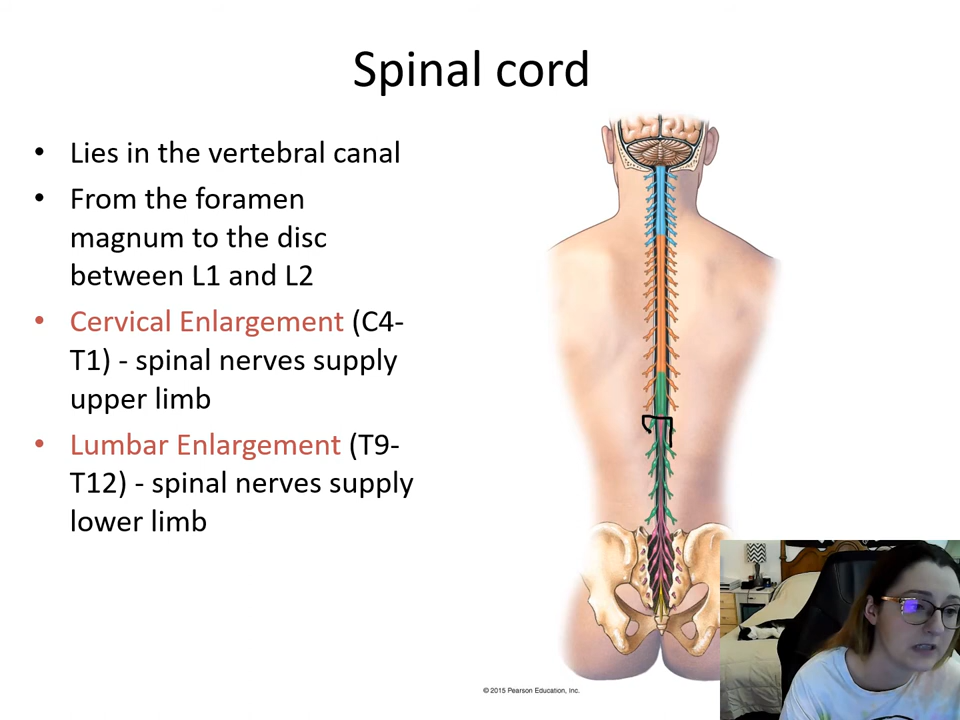 Spinal cord
• Lies in the vertebral canal
• From the foramen
magnum to the disc
between L1 and L2
• Cervical Enlargement (C4-
T1) - spinal nerves supply
upper limb
• Lumbar Enlargement (T9-
T12) - spinal nerves supply
lower limb
© 2015 Pearson Education, Inc.